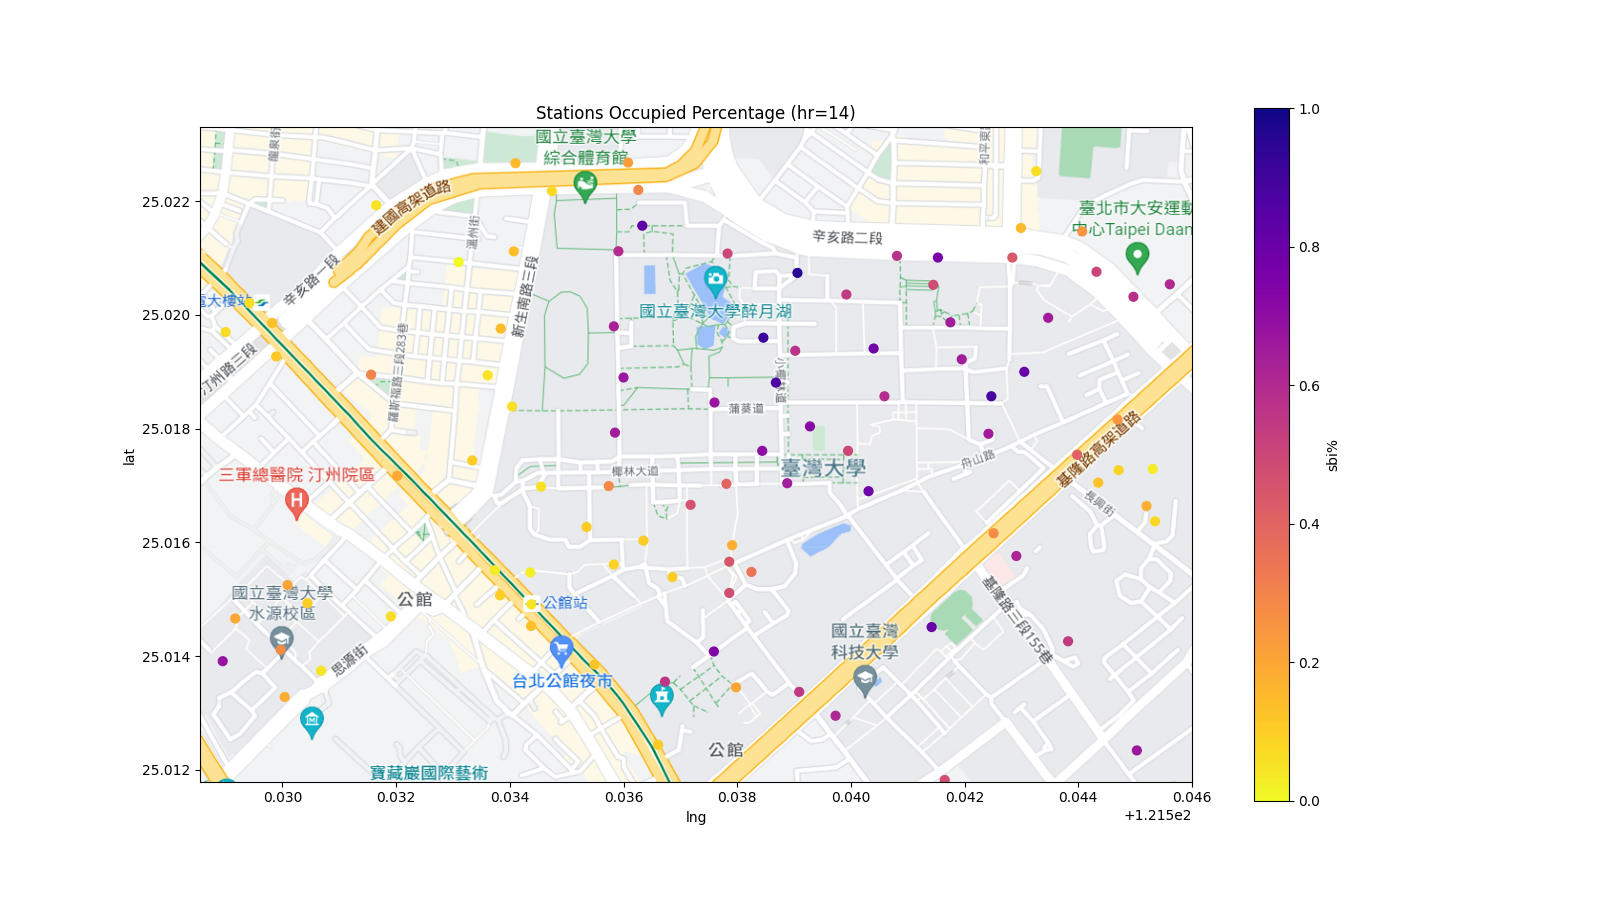 Stations Occupied Percentage (hr=14)
1.0
0.8
0.6
0.4
0.2
0.0
sbi%
25.022
25.020
25.018
25.016
25.014
25.012
lat
0.030
0.032
0.034
0.036
0.038
0.040
0.042
0.044
0.046
+1.215e2
lng
國立臺灣大學
綜合體育館
龍泉街
和平東
建國高架道路
溫州街
辛亥路二段
臺北市大安運動
中心Taipei Daan
辛亥路一段
電大樓站
新生南路三段
國立臺灣大學醉月湖
汀州路三段
羅斯福路三段283巷
小椰林道
蒲葵道
基隆路高架道路
椰林大道
臺灣大學
舟山路
長興街
三軍總醫院 汀州院區
國立臺灣大學
水源校區
公館
公館站
思源街
台北公館夜市
國立臺灣
科技大學
基隆路三段155巷
公館
寶藏巖國際藝術